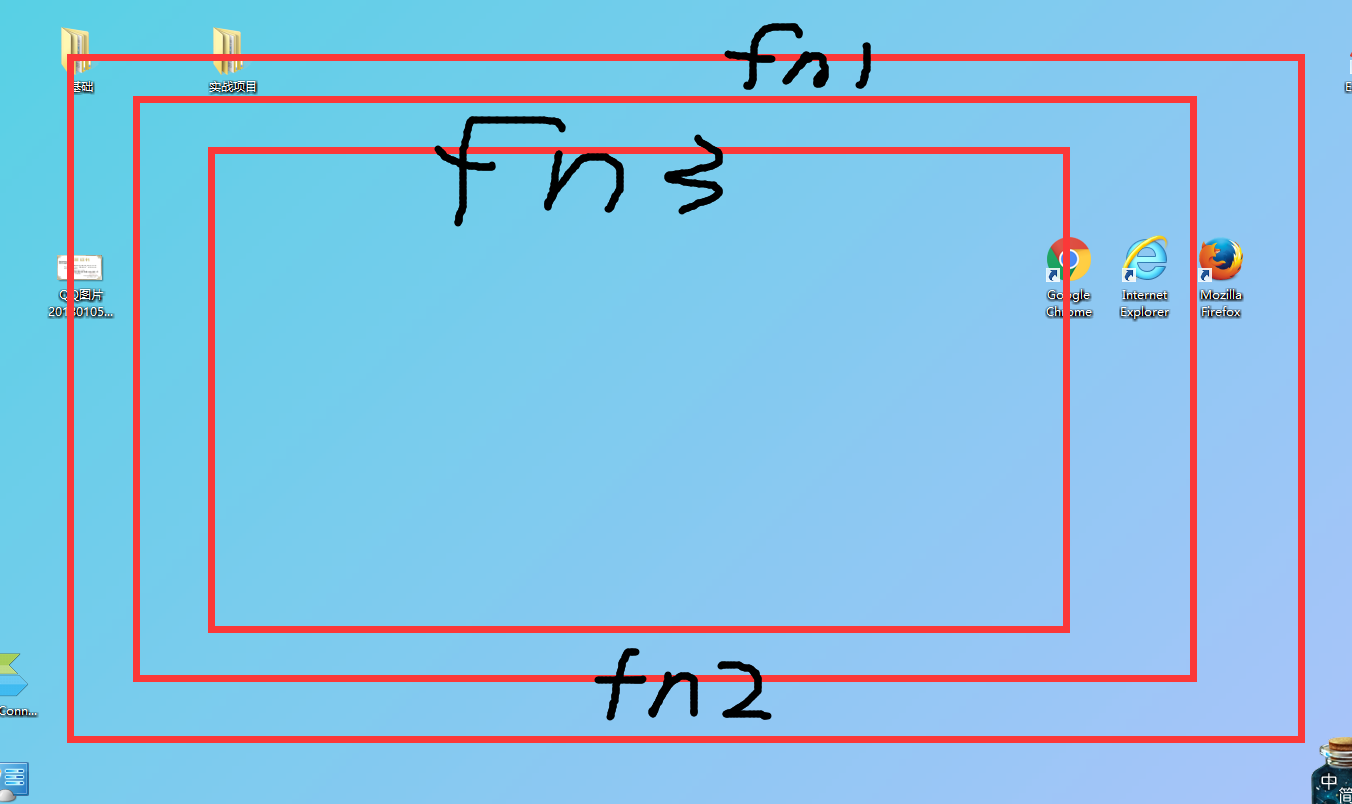 fn1
基础
实战项目
fn3
QQ图片
20180105...
Google
Chrome
Internet
Explorer
Mozilla
Firefox
fn2
Conn...
中
简